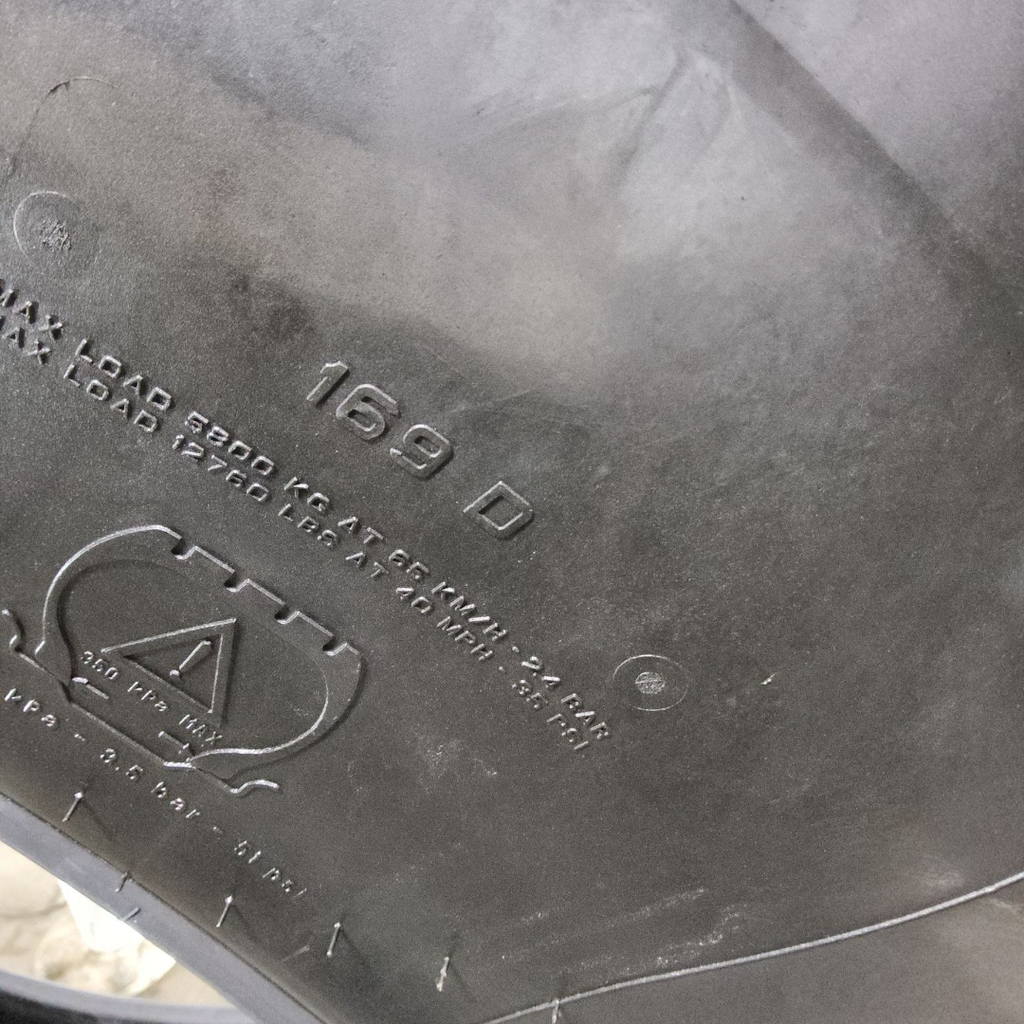 169 D
MAX LOAD 5800 KG AT 65 KM/H - 2.4 BAR
MAX LOAD 12760 LBS AT 40 MPH - 35 PSI
!
350 KPa MAX
KPa - 3.5 bar - 51 psi